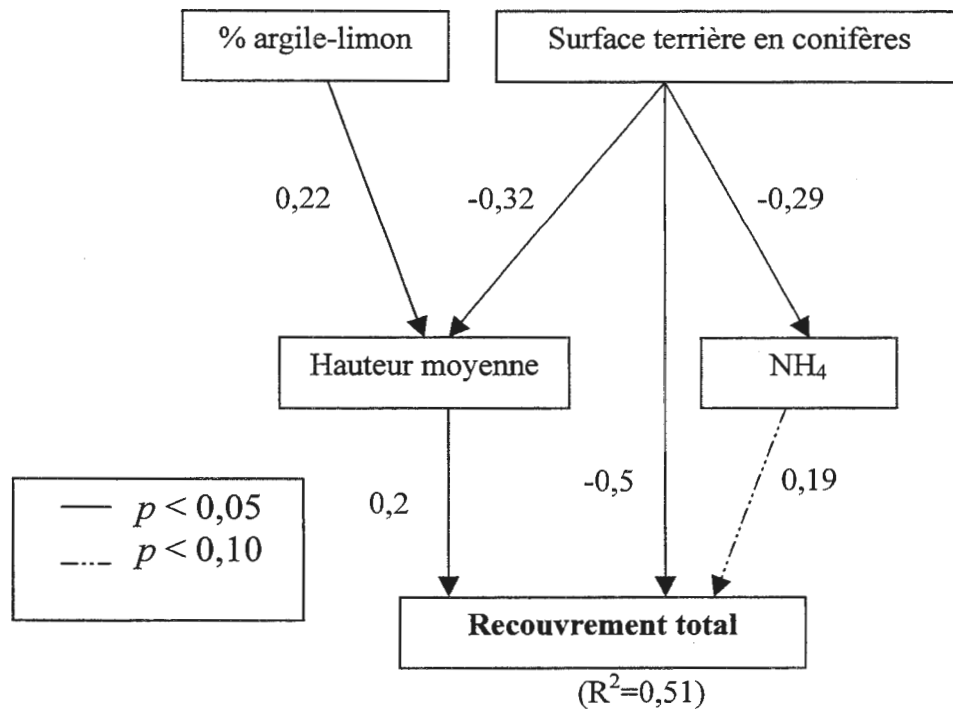 % argile-limon
Surface terrière en conifères
0,22
-0,32
-0,29
Hauteur moyenne
NH₄
0,2
-0,5
0,19
p < 0,05
p < 0,10
Recouvrement total
(R²=0,51)